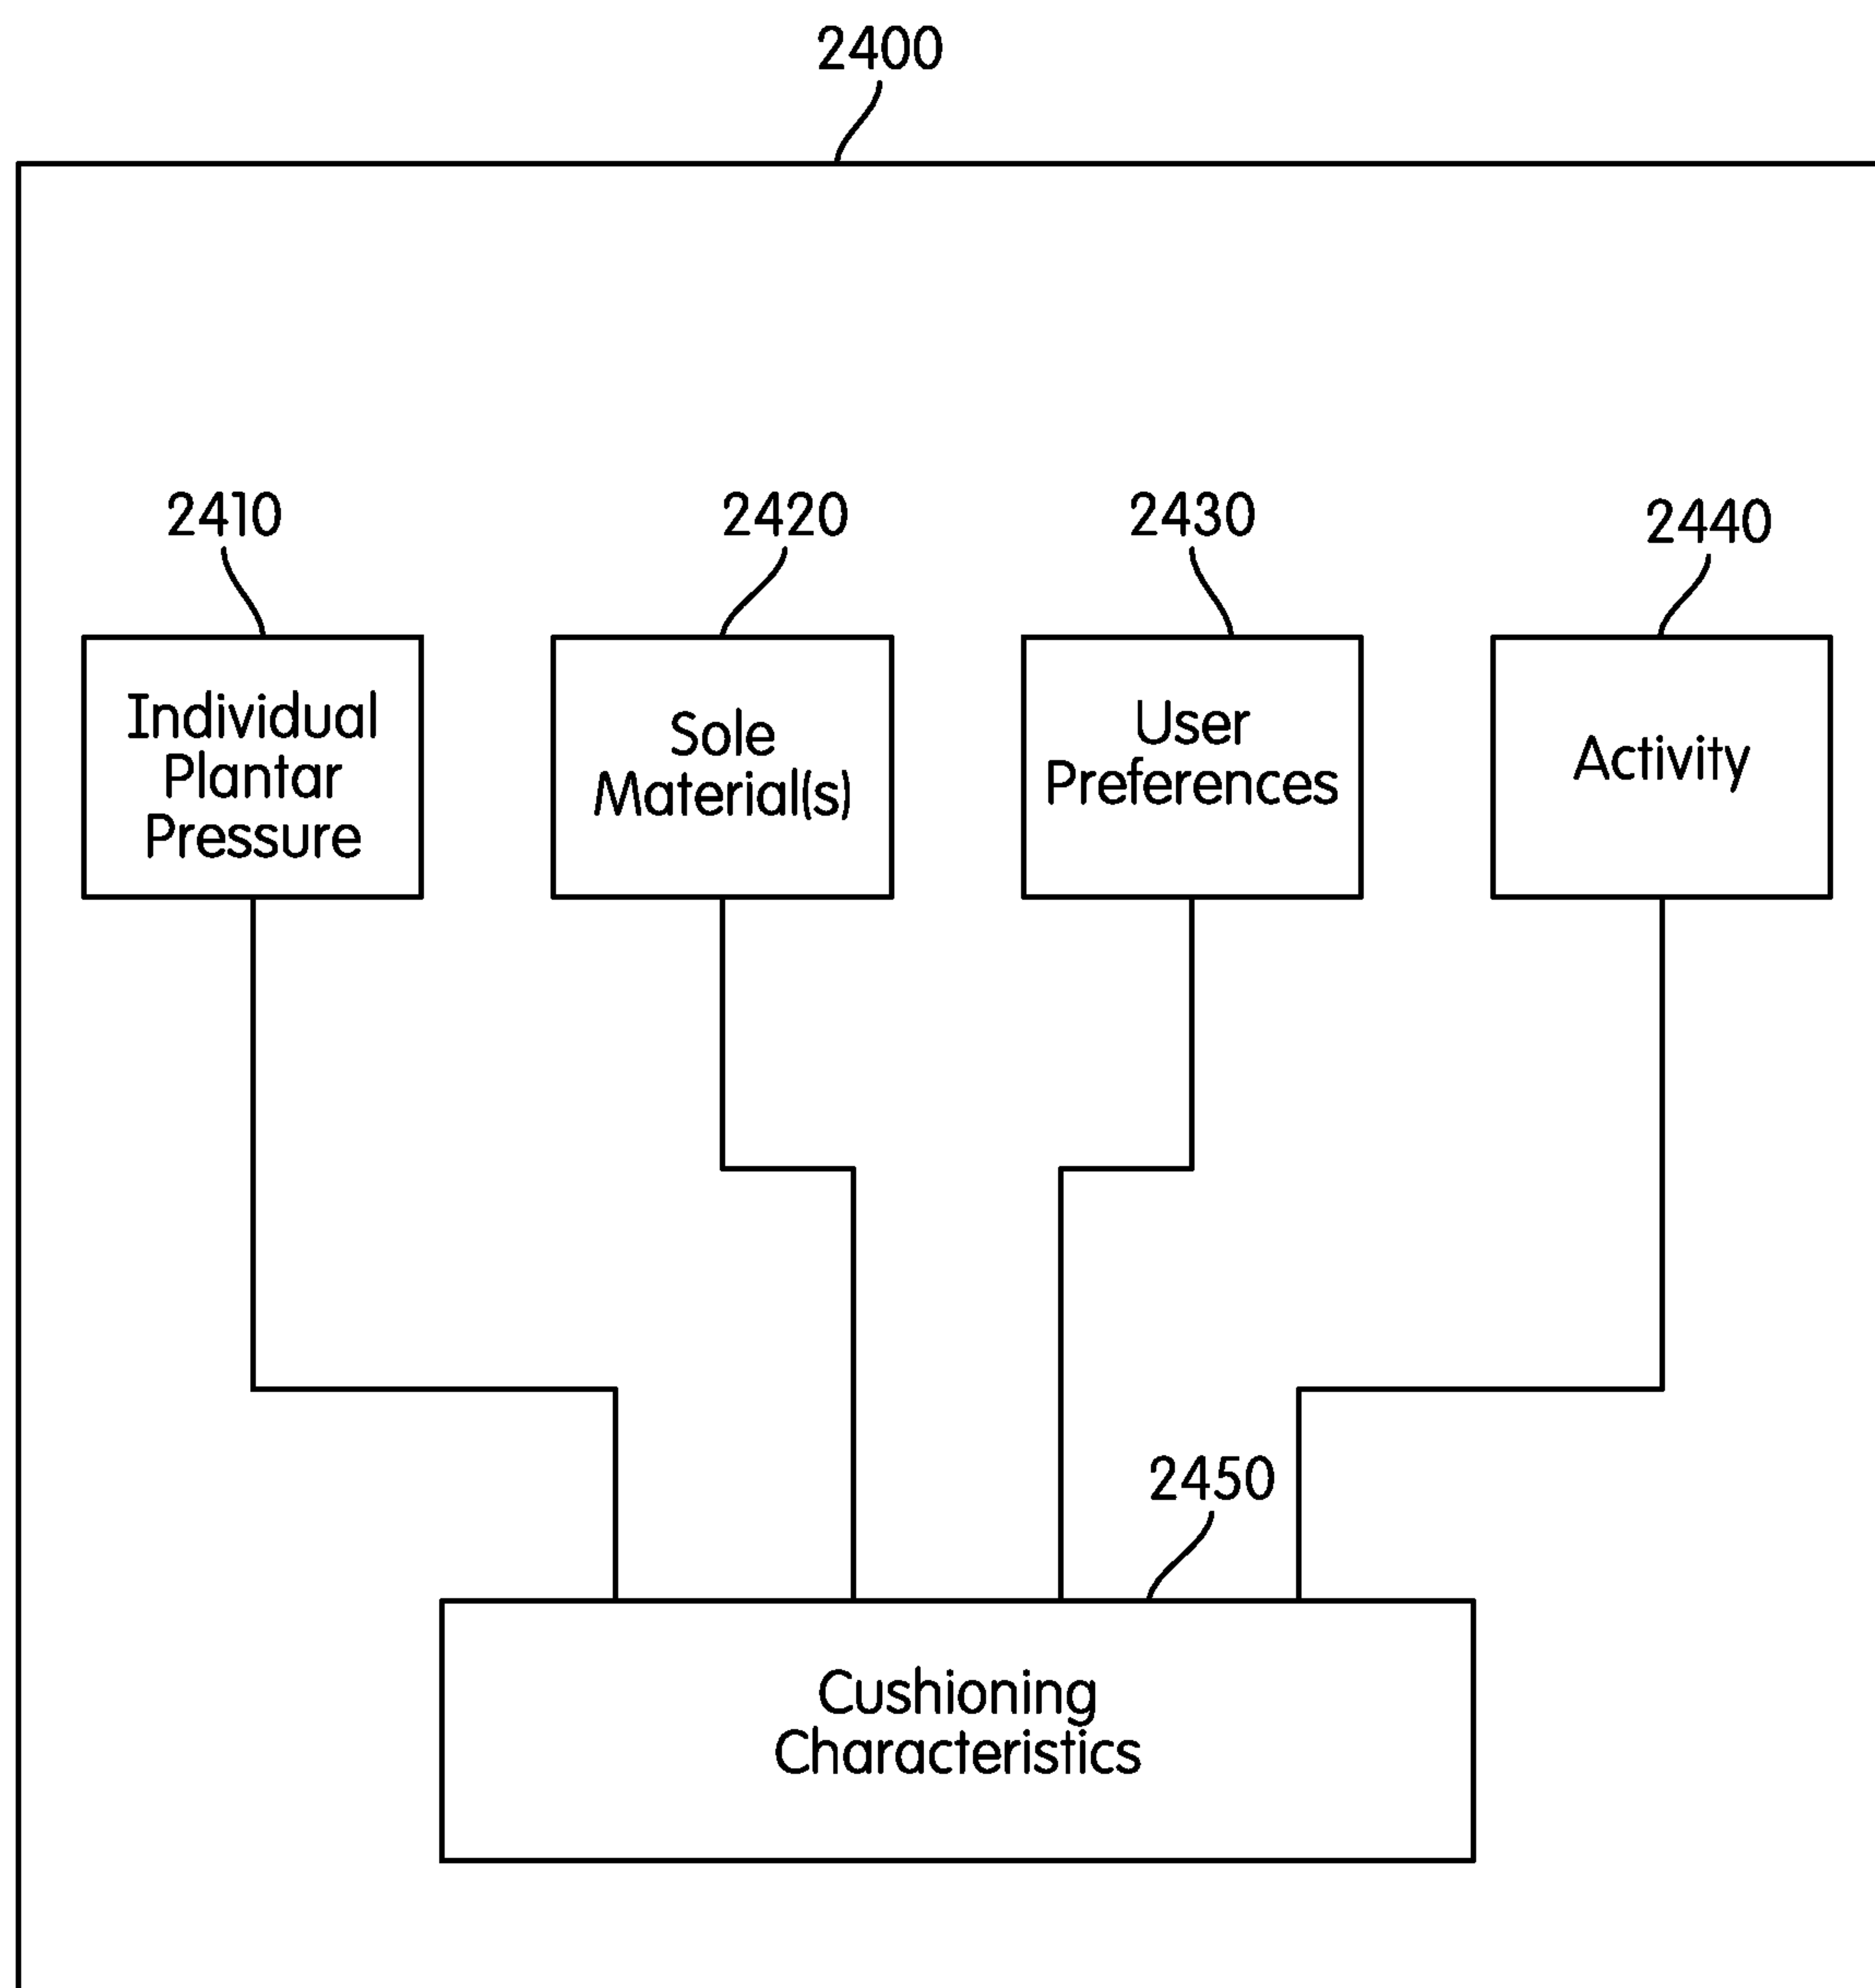 2400
2410
2420
2430
2440
Individual
Plantar
Pressure
Sole
Material(s)
User
Preferences
Activity
2450
Cushioning
Characteristics